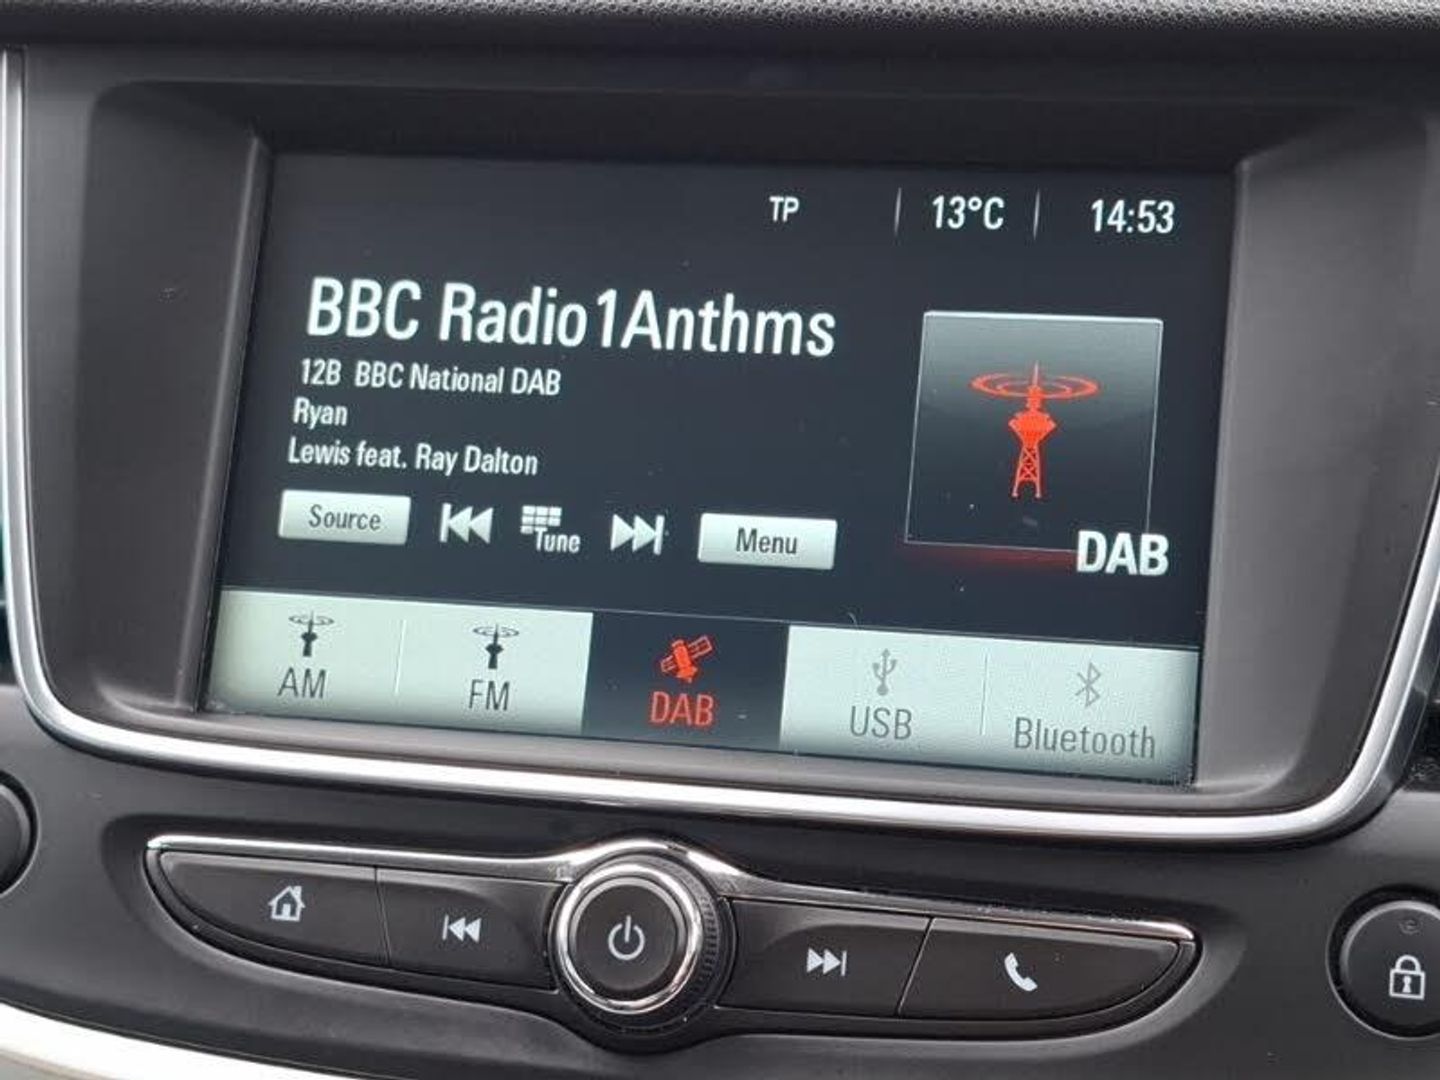 TP 13°C 14:53
BBC Radio1Anthms
12B BBC National DAB
Ryan
Lewis feat. Ray Dalton
Source Tune Menu
DAB
AM FM DAB USB Bluetooth